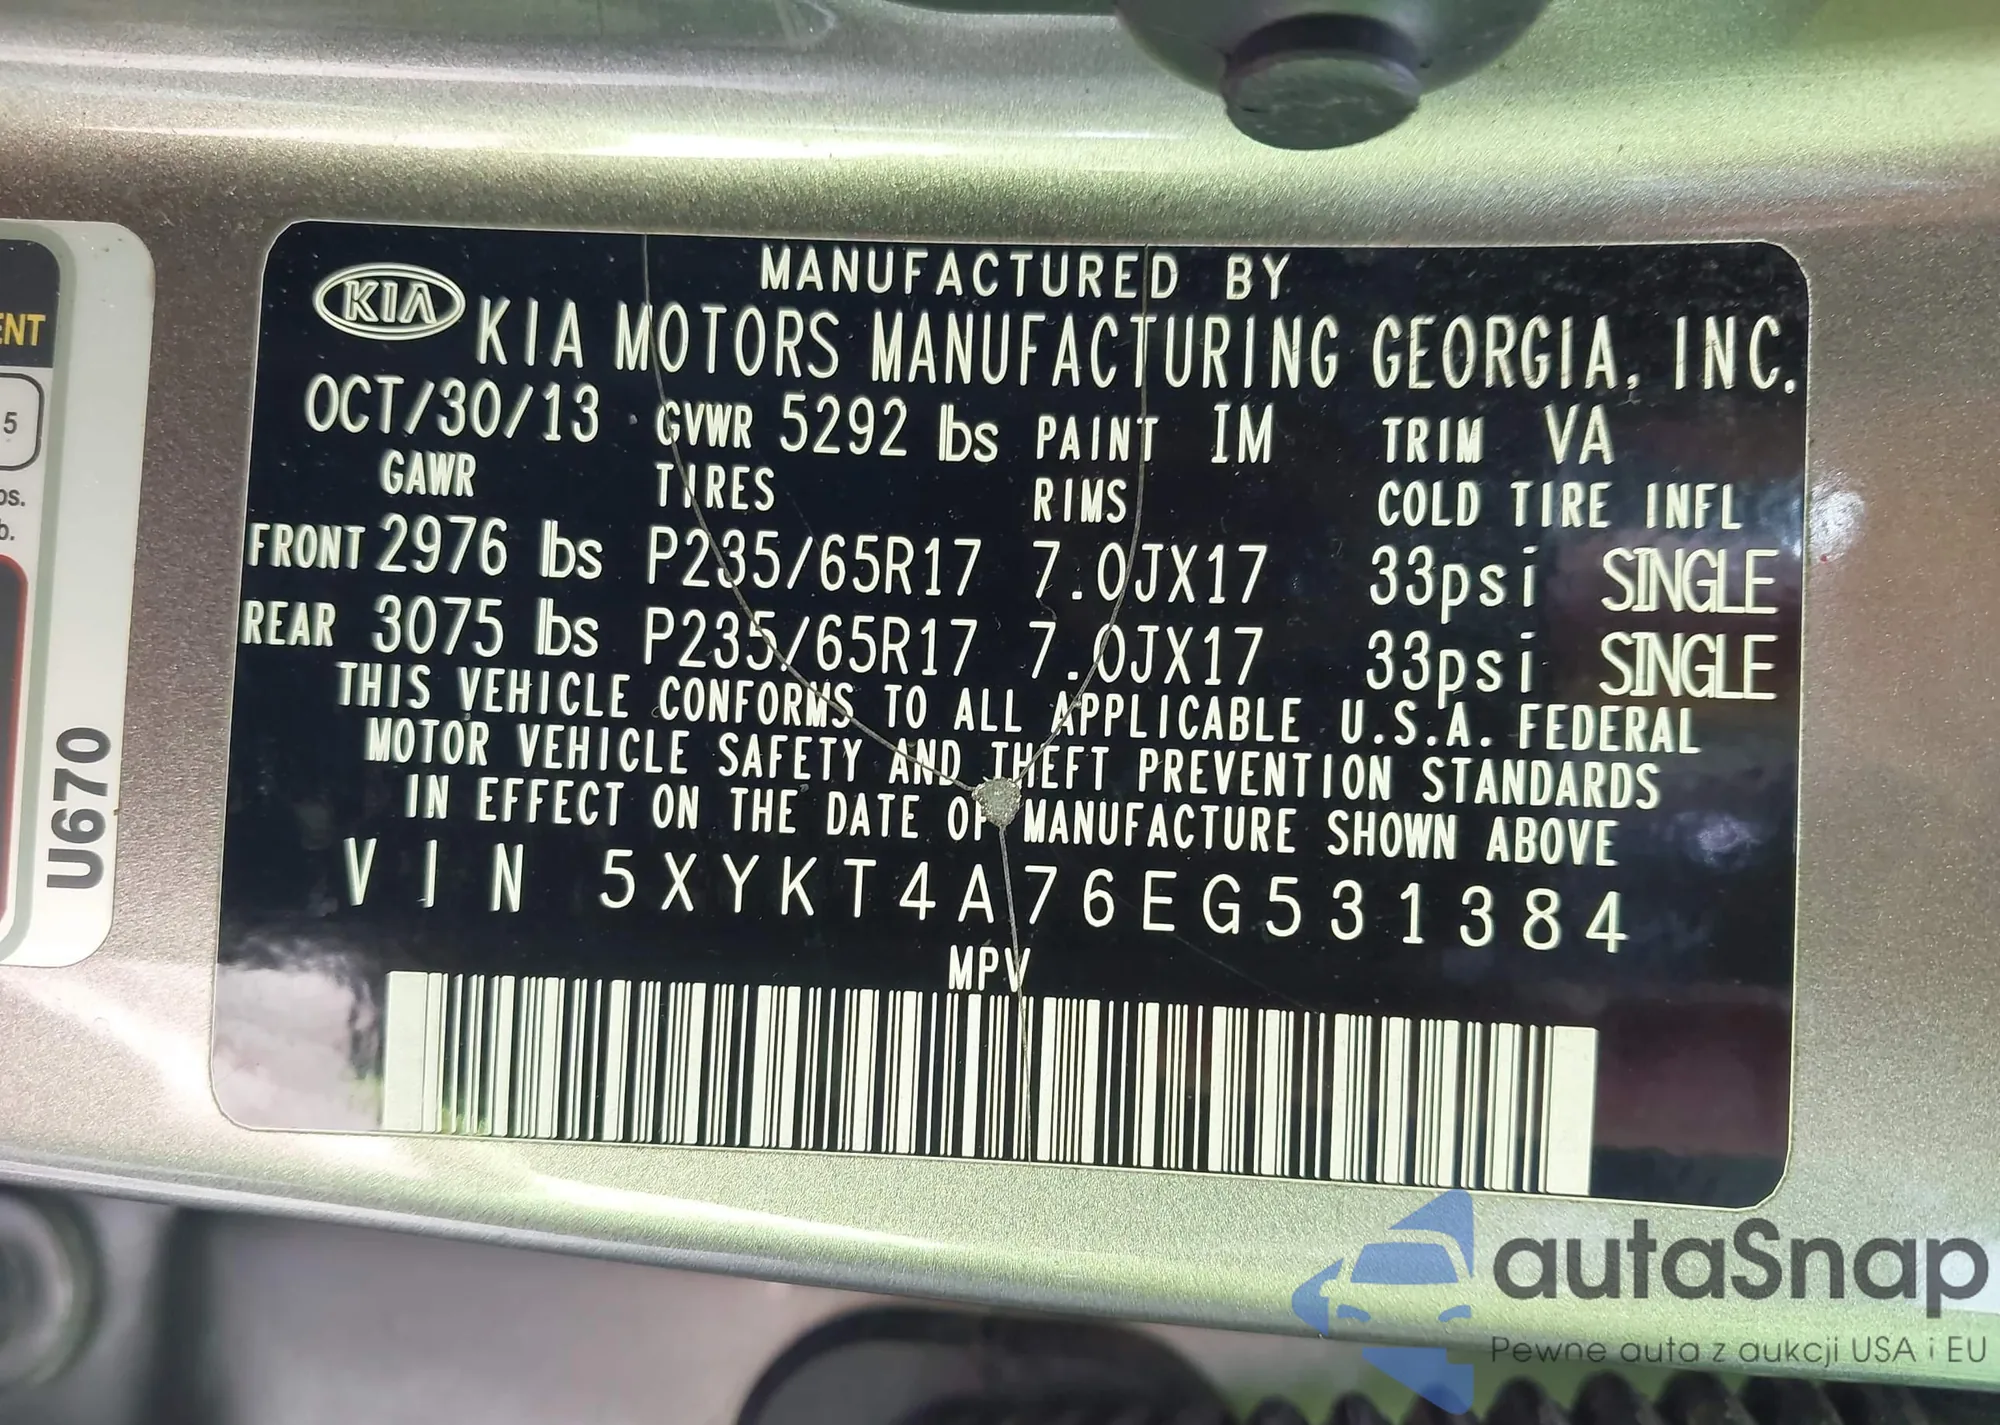 ENT
5
os.
b.
U670
KIA
MANUFACTURED BY
KIA MOTORS MANUFACTURING GEORGIA, INC.
OCT/30/13 GVWR 5292 lbs PAINT IM TRIM VA
GAWR TIRES RIMS COLD TIRE INFL
FRONT 2976 lbs P235/65R17 7.0JX17 33psi SINGLE
REAR 3075 lbs P235/65R17 7.0JX17 33psi SINGLE
THIS VEHICLE CONFORMS TO ALL APPLICABLE U.S.A. FEDERAL
MOTOR VEHICLE SAFETY AND THEFT PREVENTION STANDARDS
IN EFFECT ON THE DATE OF MANUFACTURE SHOWN ABOVE
VIN 5XYKT4A76EG531384
MPV
autaSnap
Pewne auta z aukcji USA i EU